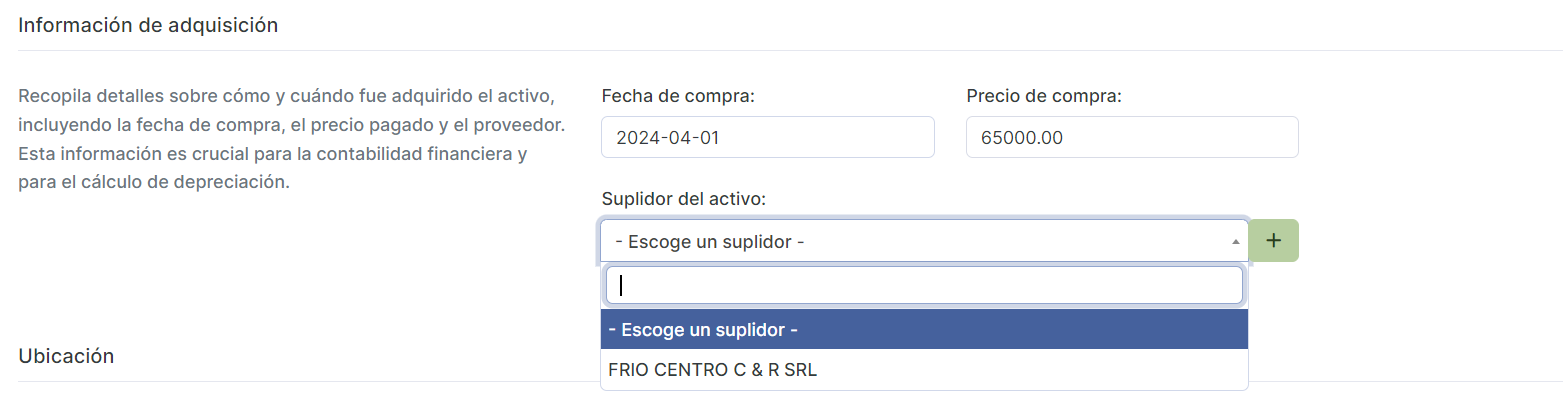 Información de adquisición
Recopila detalles sobre cómo y cuándo fue adquirido el activo,
incluyendo la fecha de compra, el precio pagado y el proveedor.
Esta información es crucial para la contabilidad financiera y
para el cálculo de depreciación.
Fecha de compra:
2024-04-01
Precio de compra:
65000.00
Suplidor del activo:
- Escoge un suplidor -
+
- Escoge un suplidor -
FRIO CENTRO C & R SRL
Ubicación